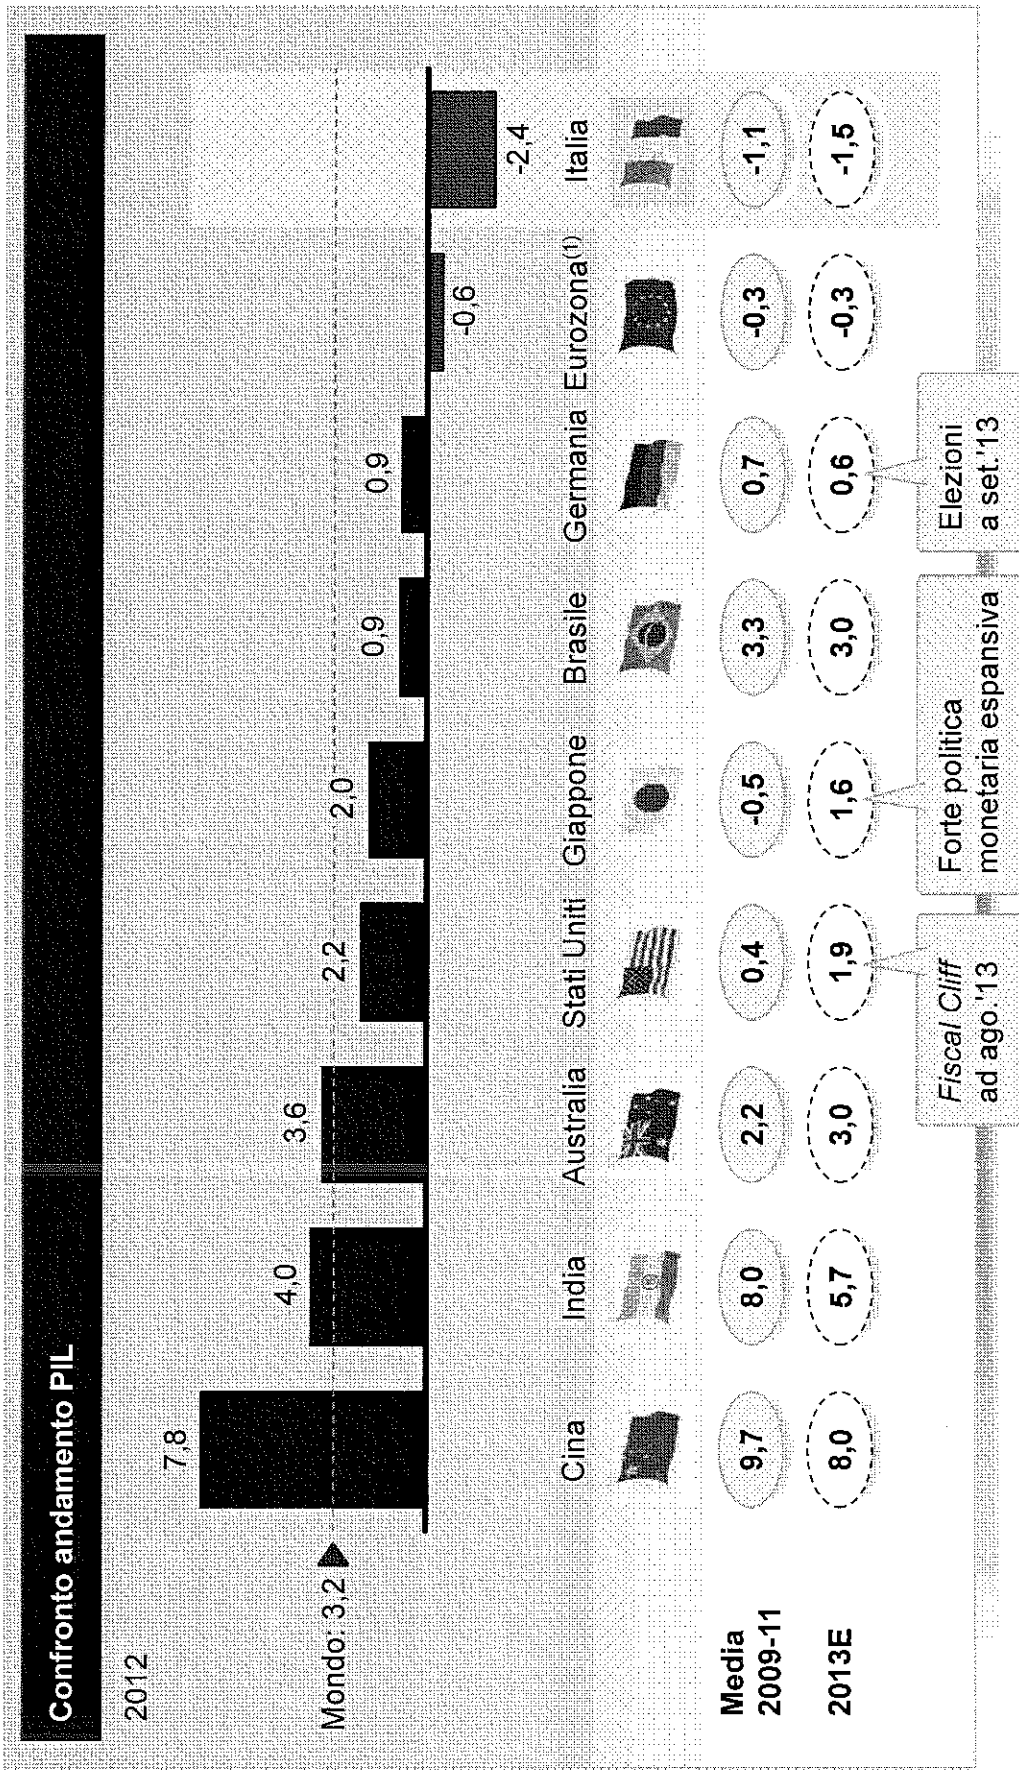 Confronto andamento PIL
2012
7,8
4,0
3,6
2,2
2,0
0,9
0,9
-0,6
-2,4
Mondo: 3,2
Cina
India
Australia
Stati Uniti
Giappone
Brasile
Germania
Eurozona(1)
Italia
Media
2009-11
9,7
8,0
2,2
0,4
-0,5
3,3
0,7
-0,3
-1,1
2013E
8,0
5,7
3,0
1,9
1,6
3,0
0,6
-0,3
-1,5
Fiscal Cliff
ad ago.'13
Forte politica
monetaria espansiva
Elezioni
a set.'13